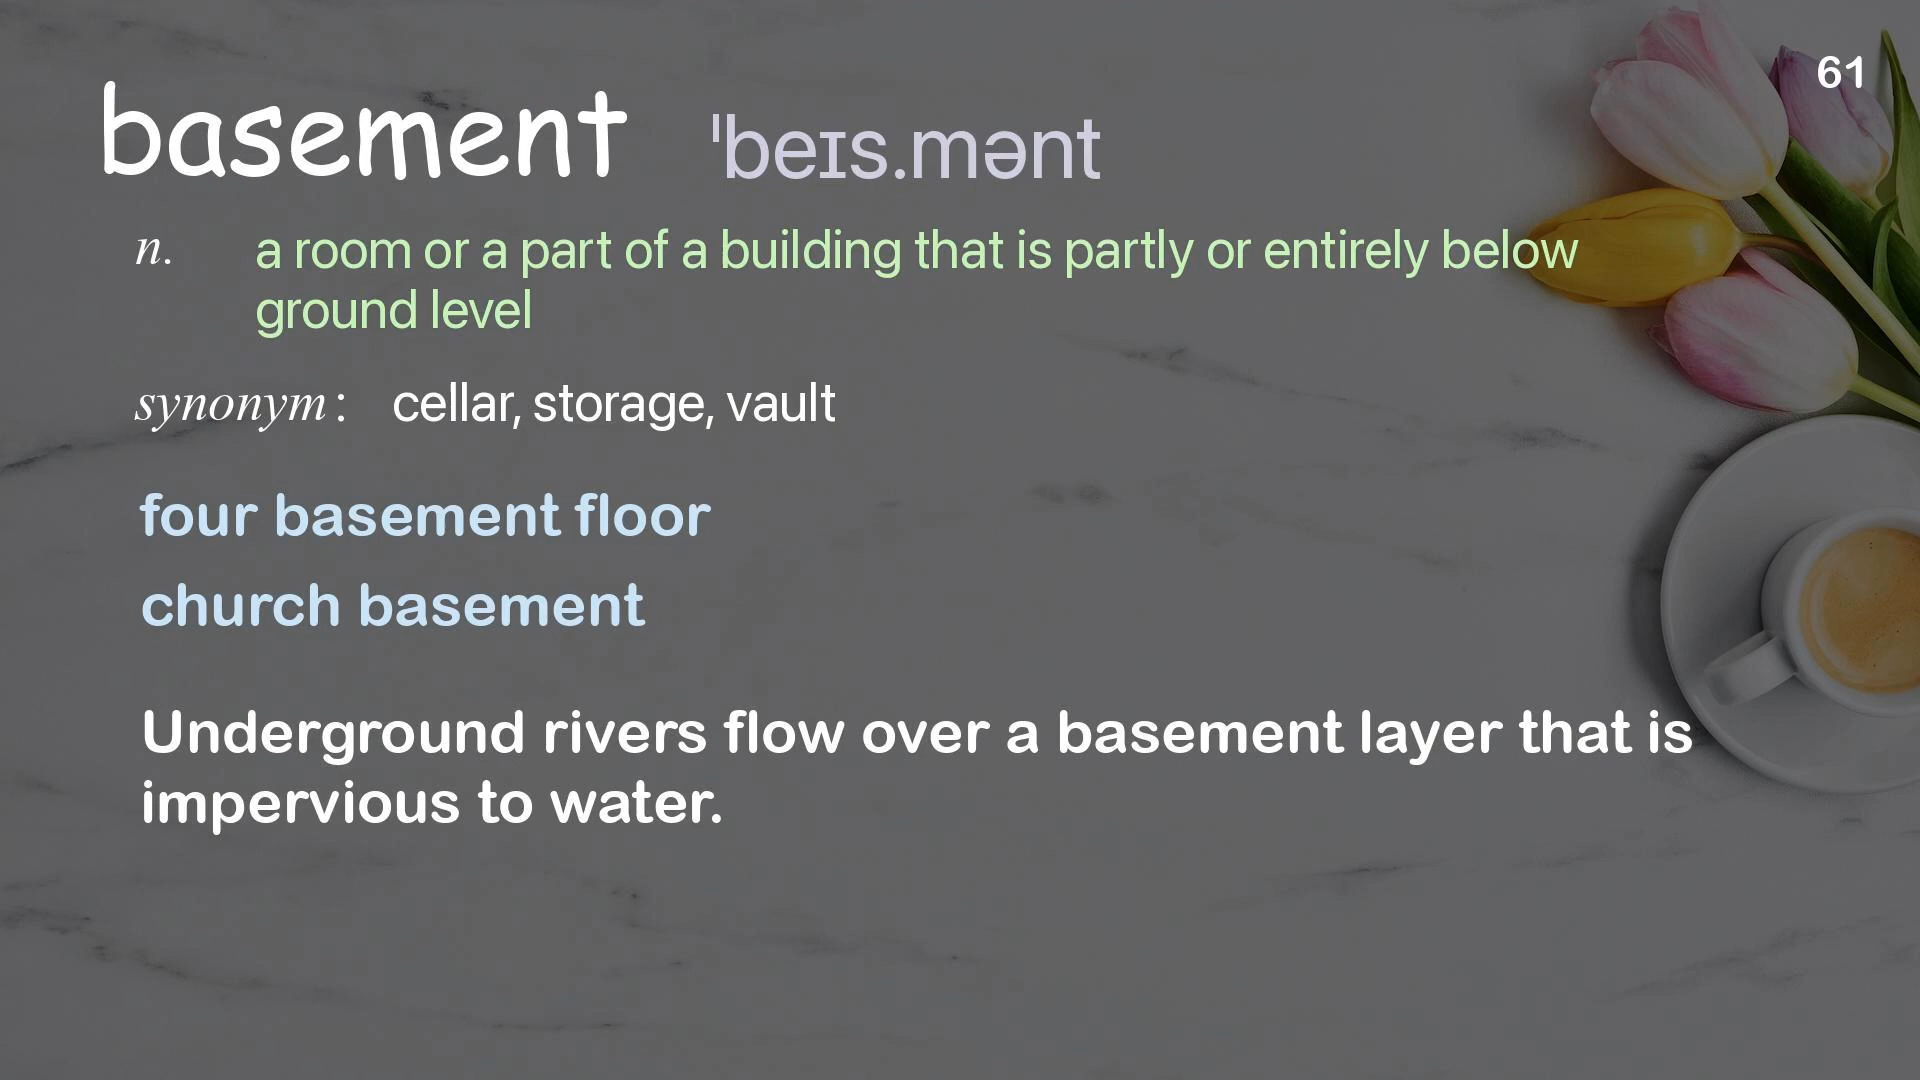 61
basement ˈbeɪs.mənt
n. a room or a part of a building that is partly or entirely below
ground level
synonym: cellar, storage, vault
four basement floor
church basement
Underground rivers flow over a basement layer that is
impervious to water.